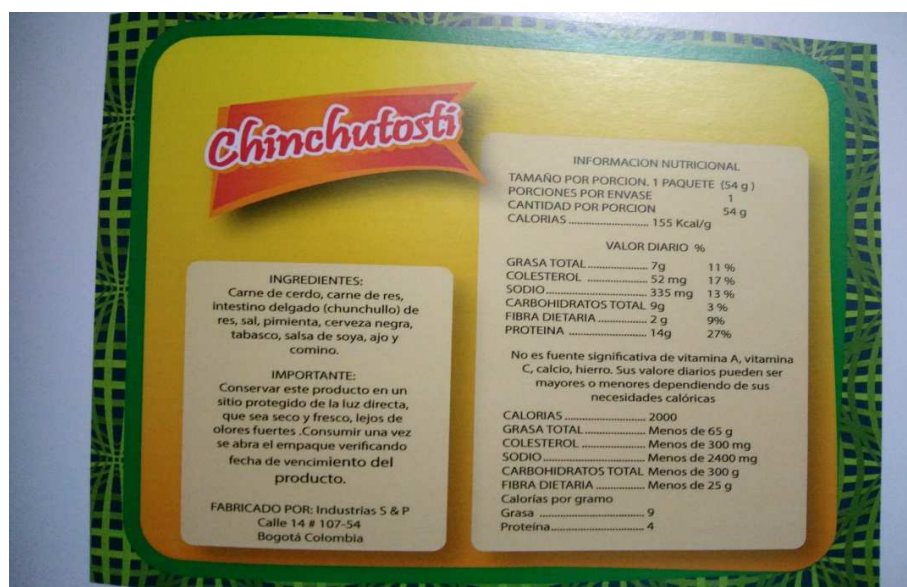 Chinchutosti
INGREDIENTES:
Carne de cerdo, carne de res,
intestino delgado (chunchullo) de
res, sal, pimienta, cerveza negra,
tabasco, salsa de soya, ajo y
comino.
IMPORTANTE:
Conservar este producto en un
sitio protegido de la luz directa,
que sea seco y fresco, lejos de
olores fuertes .Consumir una vez
se abra el empaque verificando
fecha de vencimiento del
producto.
FABRICADO POR: Industrias S & P
Calle 14 # 107-54
Bogotá Colombia
INFORMACION NUTRICIONAL
TAMAÑO POR PORCION, 1 PAQUETE (54 g )
PORCIONES POR ENVASE 1
CANTIDAD POR PORCION 54 g
CALORIAS............................ 155 Kcal/g
VALOR DIARIO %
GRASA TOTAL..................... 7g 11 %
COLESTEROL ..................... 52 mg 17 %
SODIO.................................. 335 mg 13 %
CARBOHIDRATOS TOTAL 9g 3 %
FIBRA DIETARIA ................. 2 g 9%
PROTEINA .......................... 14g 27%
No es fuente significativa de vitamina A, vitamina
C, calcio, hierro. Sus valore diarios pueden ser
mayores o menores dependiendo de sus
necesidades calóricas
CALORIAS ............................ 2000
GRASA TOTAL...................... Menos de 65 g
COLESTEROL ...................... Menos de 300 mg
SODIO................................... Menos de 2400 mg
CARBOHIDRATOS TOTAL Menos de 300 g
FIBRA DIETARIA .................. Menos de 25 g
Calorías por gramo
Grasa ..................................... 9
Proteína................................. 4